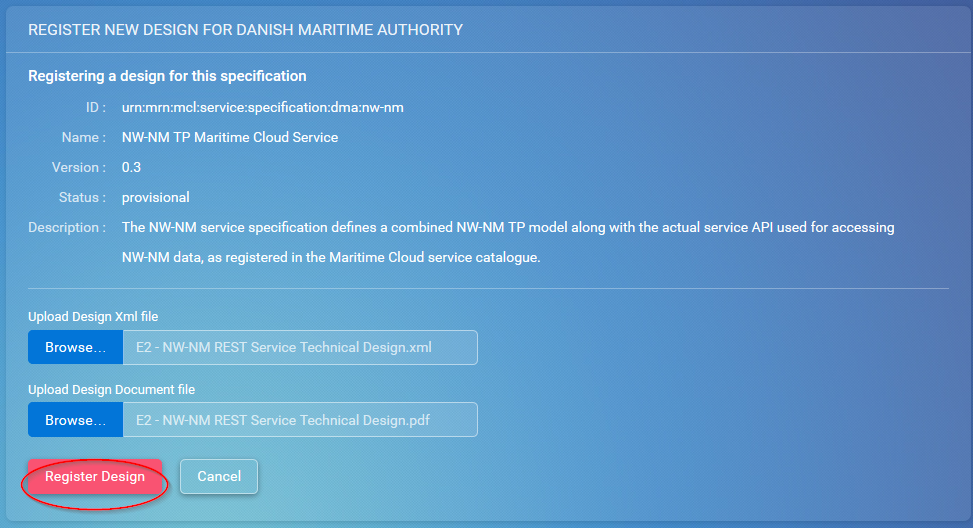 REGISTER NEW DESIGN FOR DANISH MARITIME AUTHORITY
Registering a design for this specification
ID : urn:mrn:mcl:service:specification:dma:nw-nm
Name : NW-NM TP Maritime Cloud Service
Version : 0.3
Status : provisional
Description : The NW-NM service specification defines a combined NW-NM TP model along with the actual service API used for accessing
NW-NM data, as registered in the Maritime Cloud service catalogue.
Upload Design Xml file
Browse... E2 - NW-NM REST Service Technical Design.xml
Upload Design Document file
Browse... E2 - NW-NM REST Service Technical Design.pdf
Register Design Cancel